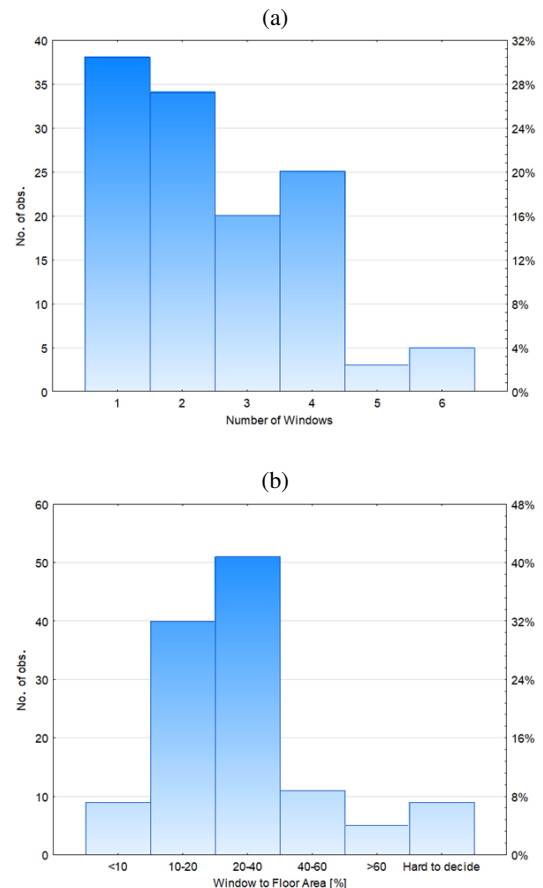 (a)
40 32%
35 28%
30 24%
25 20%
20 16%
15 12%
10 8%
5 4%
0 0%
No. of obs.
1 2 3 4 5 6
Number of Windows
(b)
60 48%
50 40%
40 32%
30 24%
20 16%
10 8%
0 0%
No. of obs.
<10 10-20 20-40 40-60 >60 Hard to decide
Window to Floor Area [%]